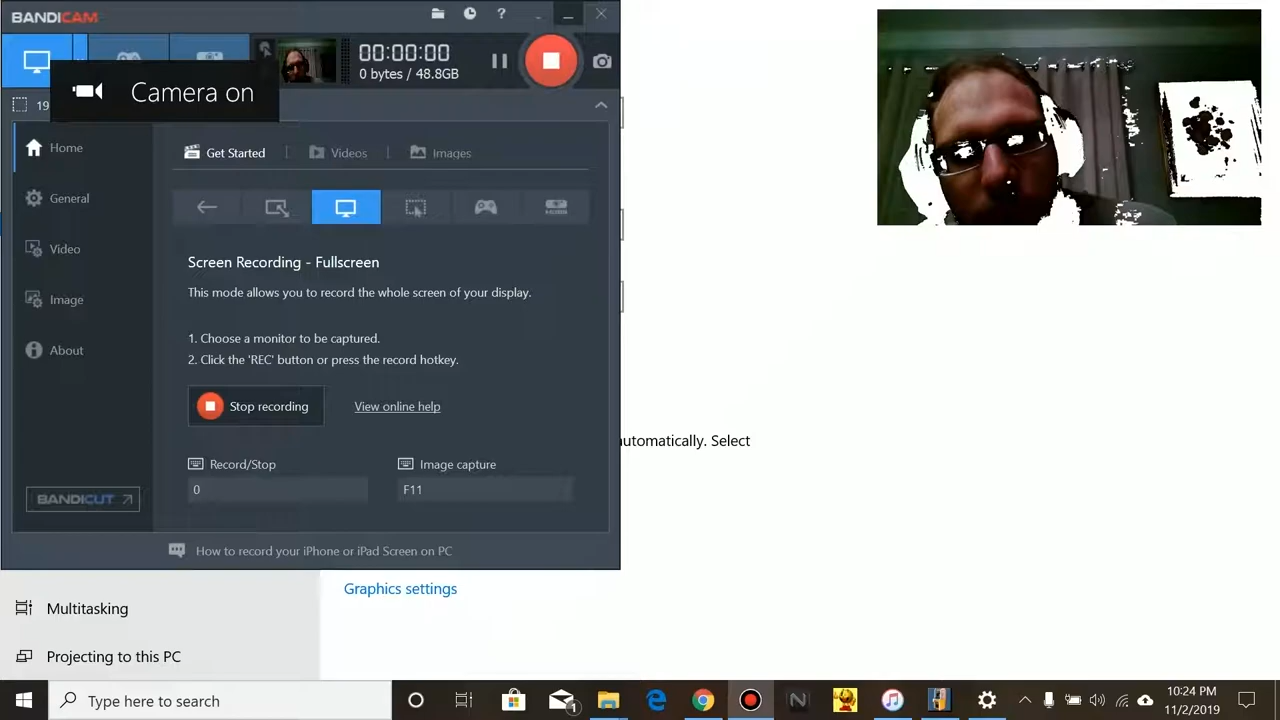 BANDICAM
?
00:00:00
0 bytes / 48.8GB
Camera on
19
Home
General
Video
Image
About
BANDICUT
Get Started
Videos
Images
Screen Recording - Fullscreen
This mode allows you to record the whole screen of your display.
1. Choose a monitor to be captured.
2. Click the 'REC' button or press the record hotkey.
Stop recording
View online help
Record/Stop
Image capture
0
F11
How to record your iPhone or iPad Screen on PC
automatically. Select
Graphics settings
Multitasking
Projecting to this PC
Type here to search
1
10:24 PM
11/2/2019